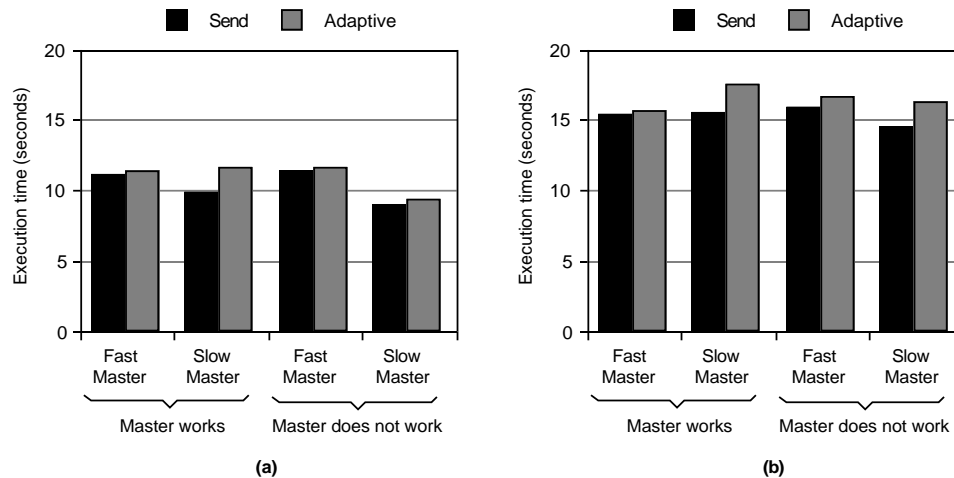 Send Adaptive
20
15
10
5
0
Execution time (seconds)
Fast Master
Slow Master
Fast Master
Slow Master
Master works
Master does not work
(a)
Send Adaptive
20
15
10
5
0
Execution time (seconds)
Fast Master
Slow Master
Fast Master
Slow Master
Master works
Master does not work
(b)